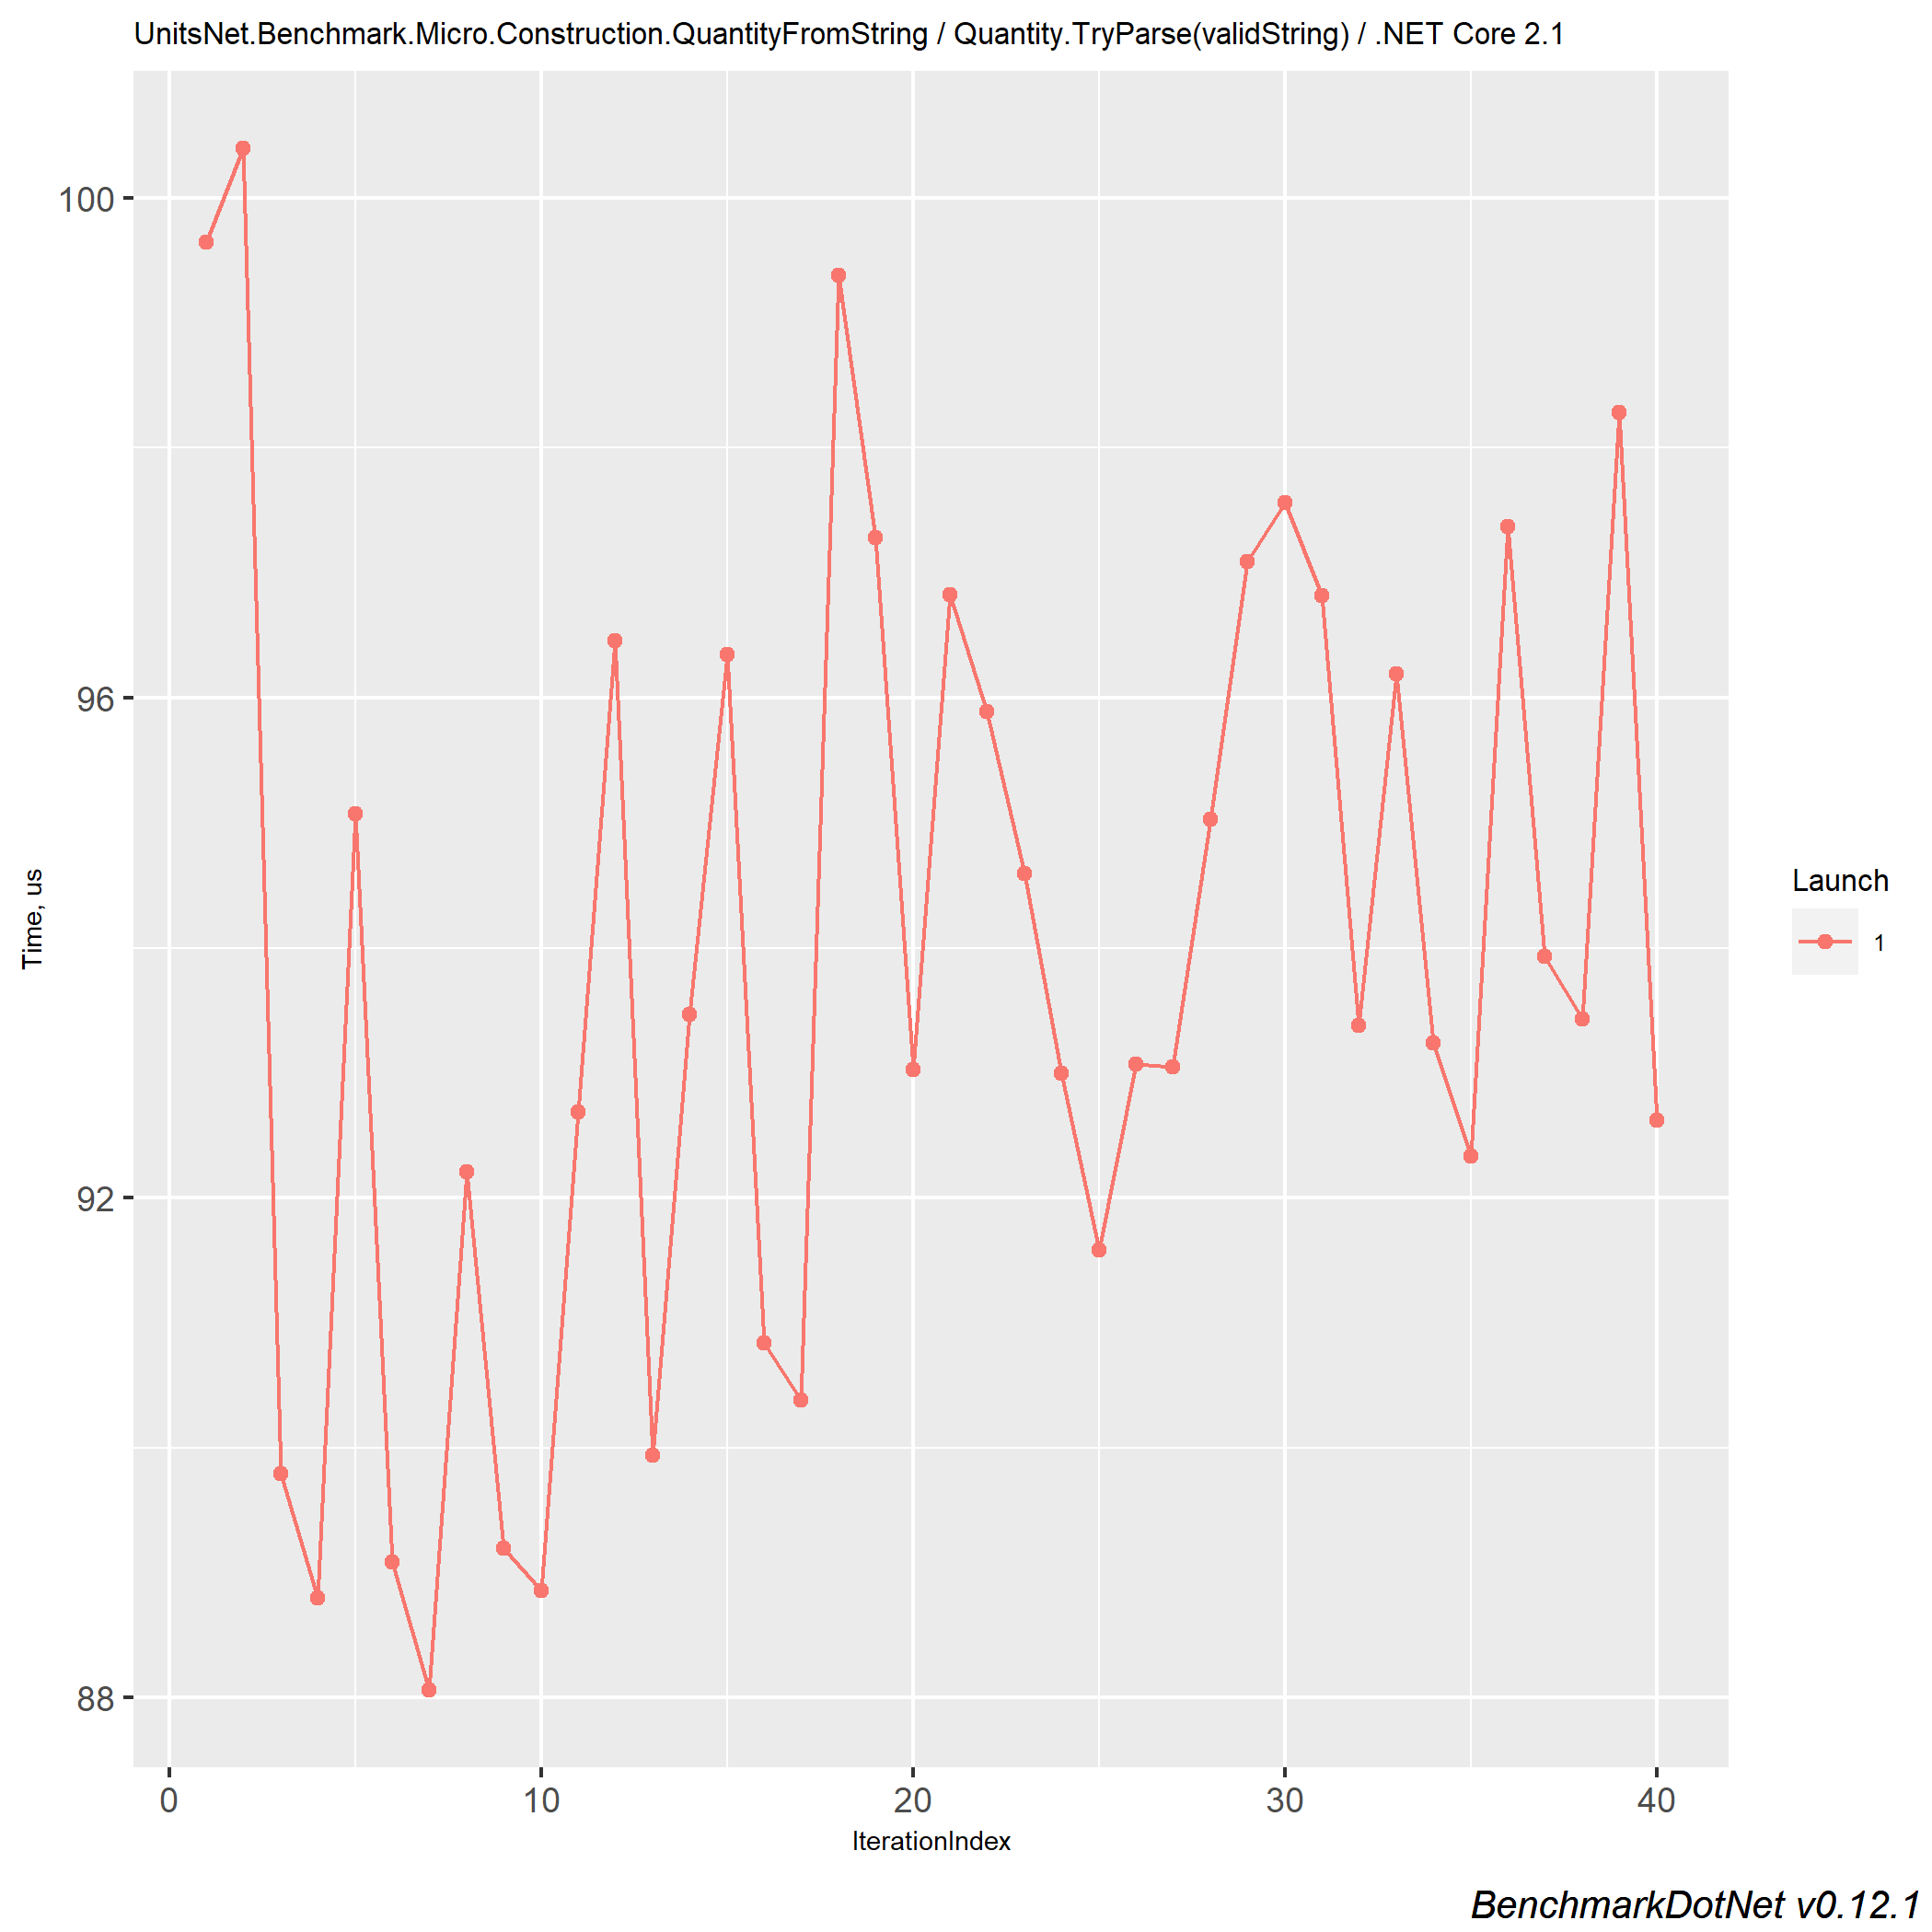 UnitsNet.Benchmark.Micro.Construction.QuantityFromString / Quantity.TryParse(validString) / .NET Core 2.1
100
96
92
88
Time, us
0 10 20 30 40
IterationIndex
Launch
1
BenchmarkDotNet v0.12.1